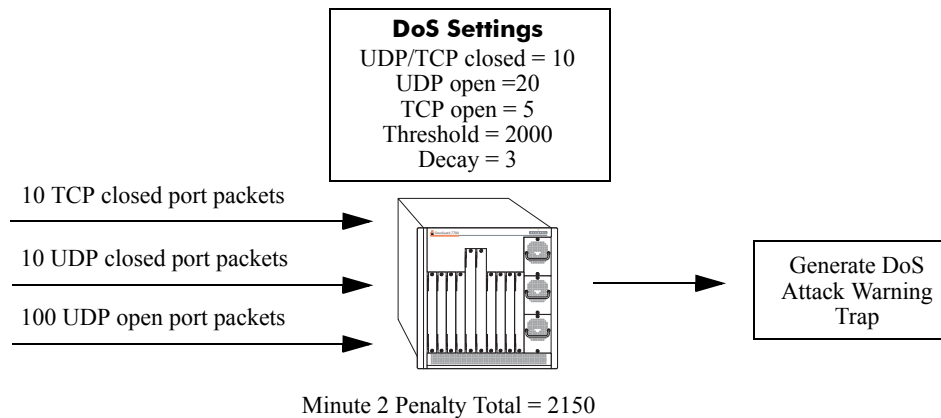 DoS Settings
UDP/TCP closed = 10
UDP open =20
TCP open = 5
Threshold = 2000
Decay = 3
10 TCP closed port packets
10 UDP closed port packets
100 UDP open port packets
Generate DoS
Attack Warning
Trap
Minute 2 Penalty Total = 2150